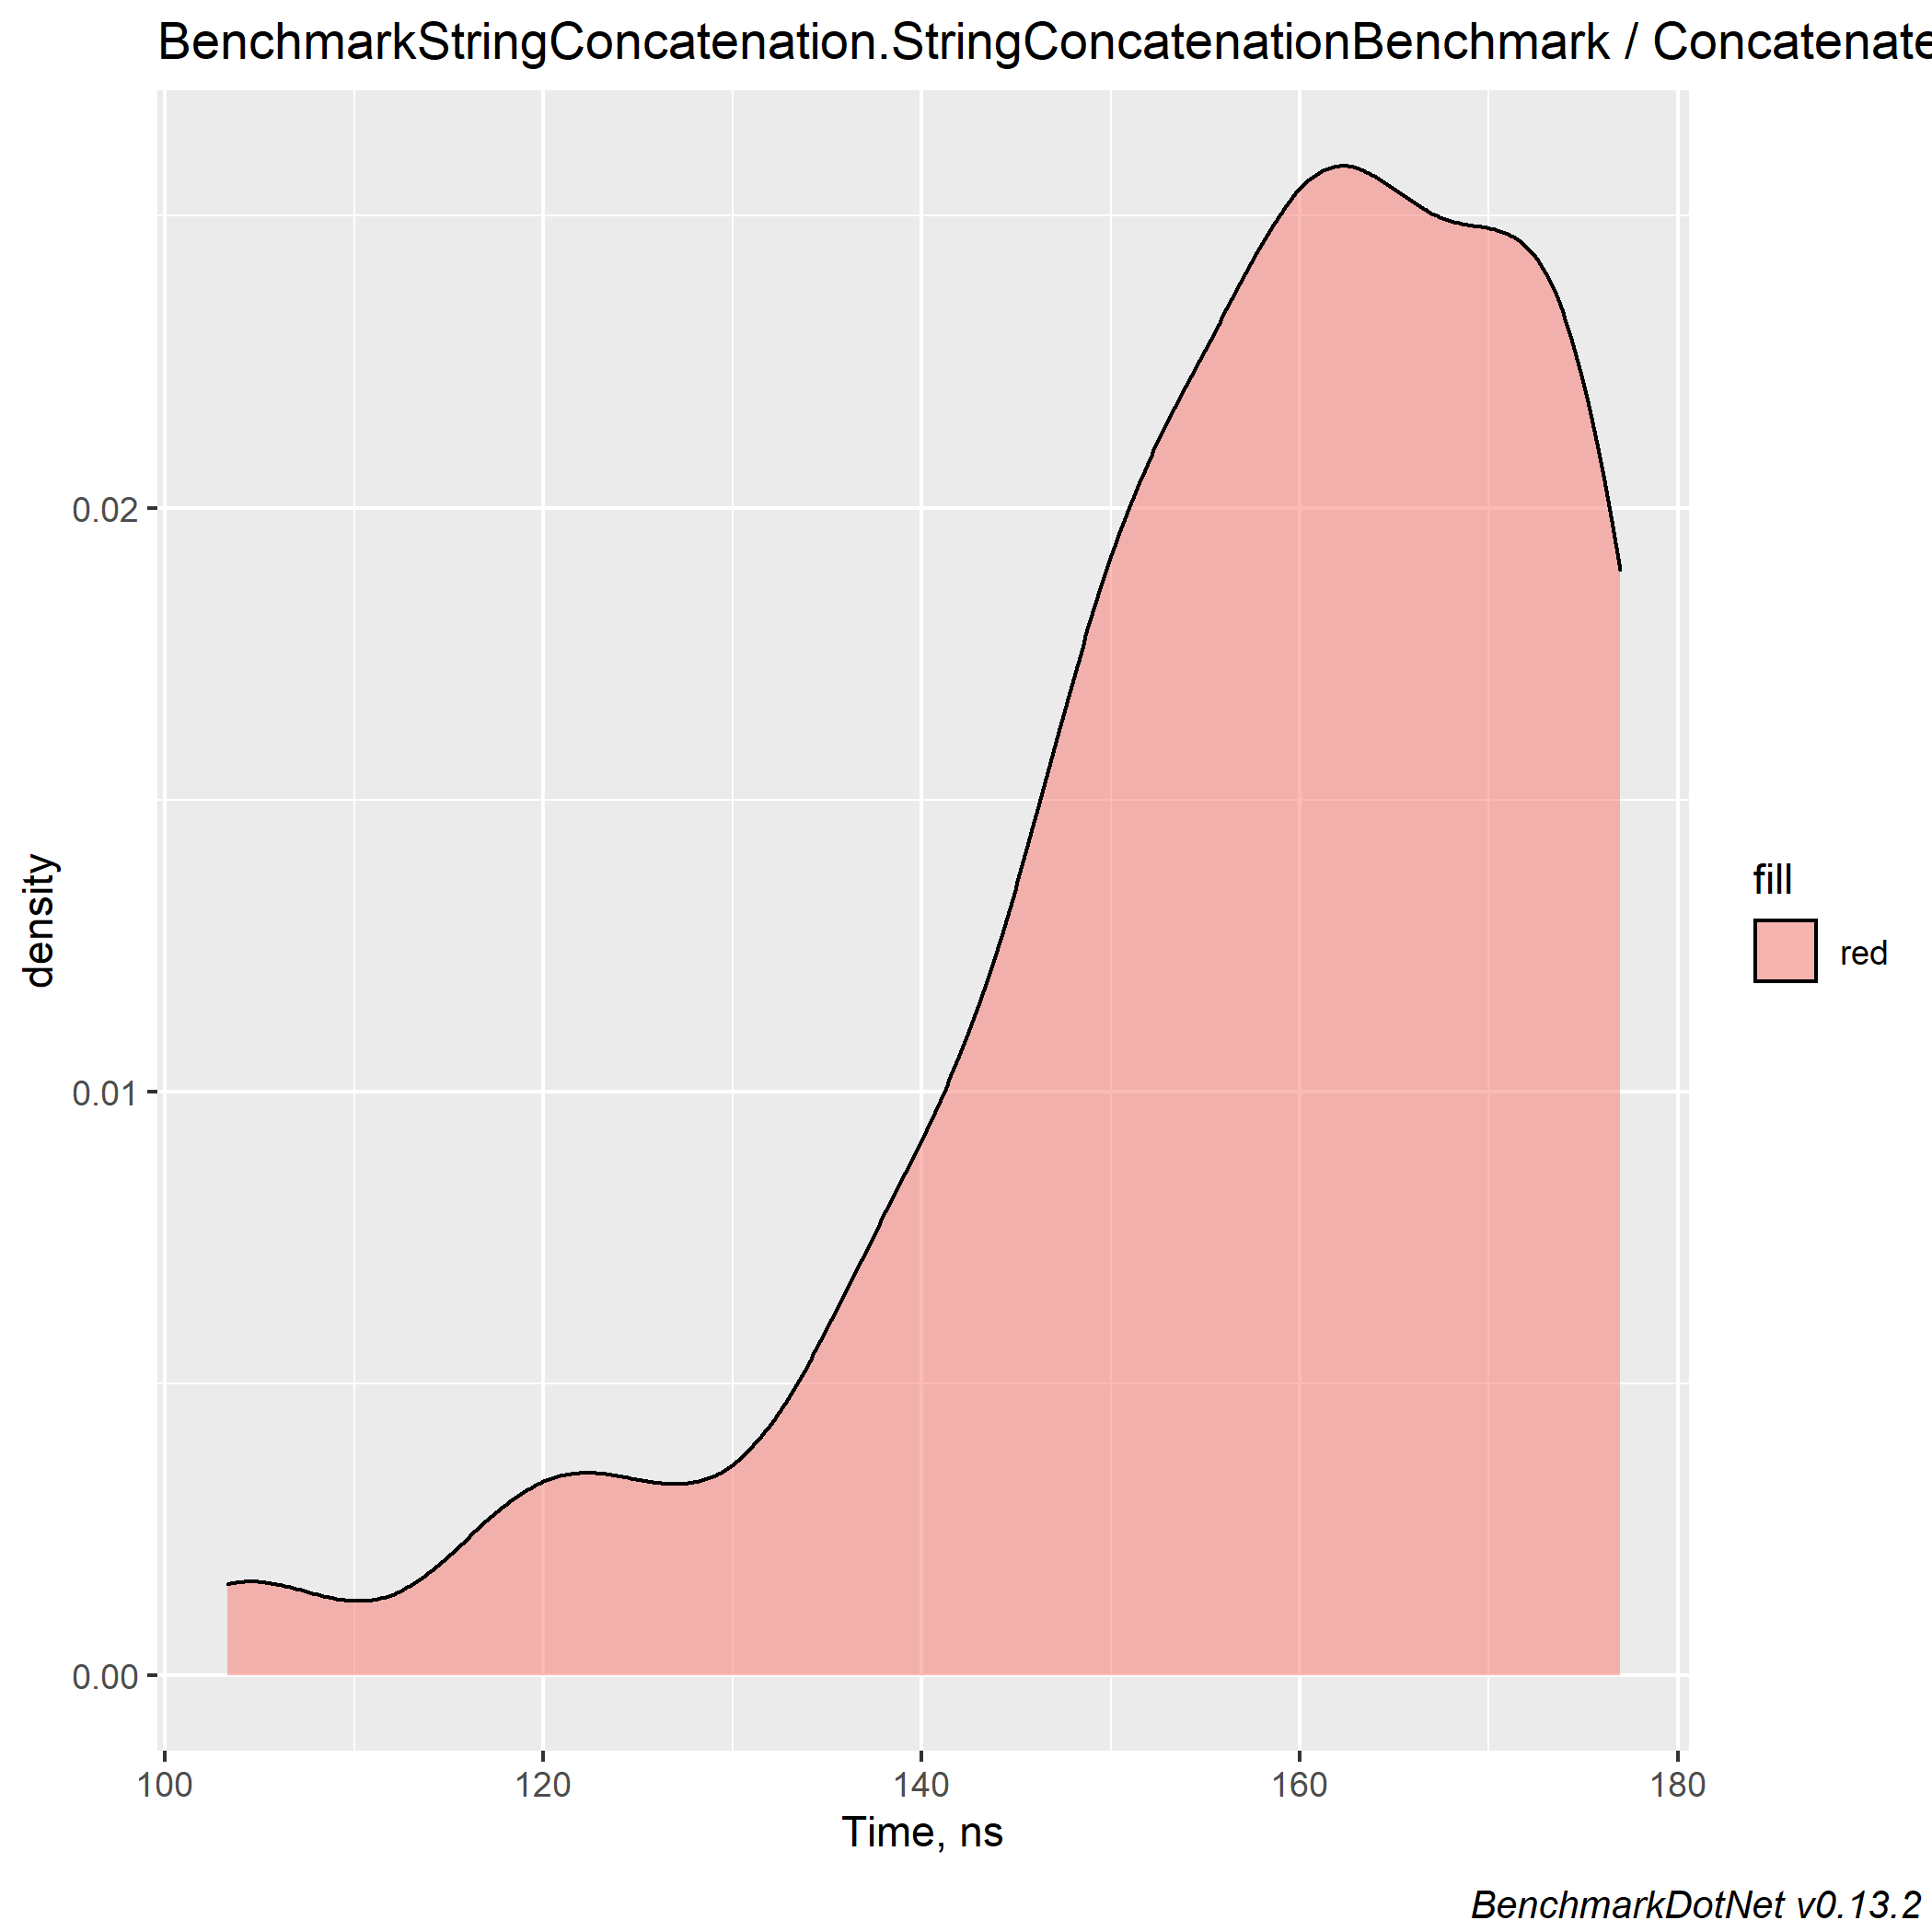 BenchmarkStringConcatenation.StringConcatenationBenchmark / Concatenate
density
0.02
0.01
0.00
100 120 140 160 180
Time, ns
fill
red
BenchmarkDotNet v0.13.2